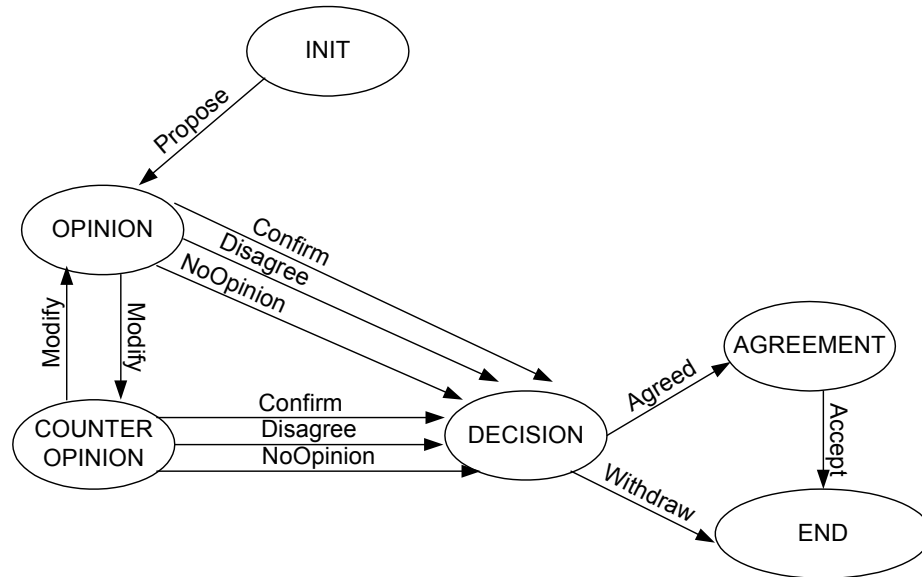 INIT
Propose
OPINION
Confirm
Disagree
NoOpinion
Modify
Modify
AGREEMENT
Agreed
Accept
COUNTER
OPINION
Confirm
Disagree
NoOpinion
DECISION
Withdraw
END